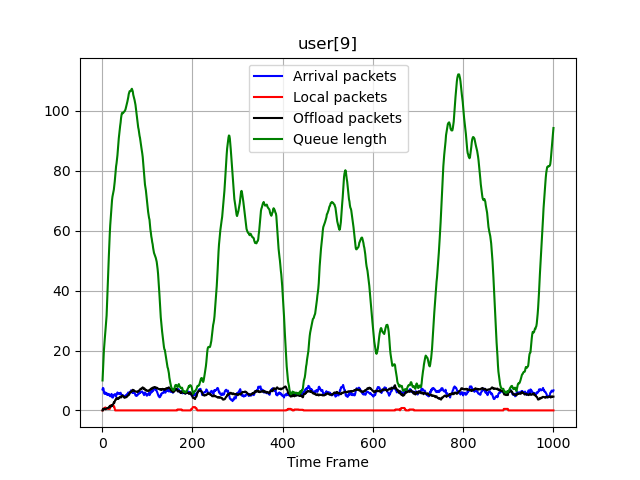 user[9]
Arrival packets
Local packets
Offload packets
Queue length
100
80
60
40
20
0
0 200 400 600 800 1000
Time Frame